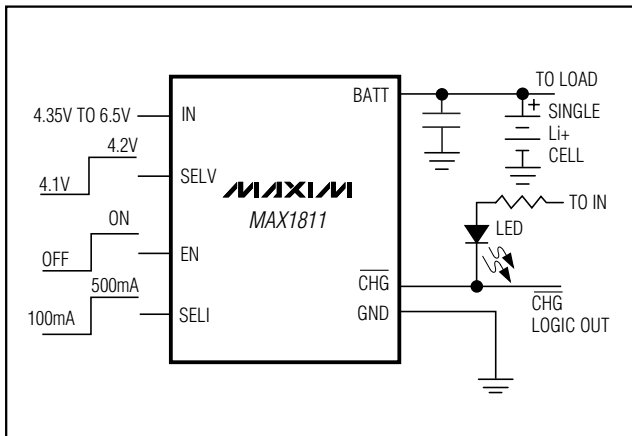 BATT
TO LOAD
4.35V TO 6.5V
IN
+
SINGLE
Li+
CELL
4.2V
4.1V
SELV
MAXIM
MAX1811
TO IN
ON
LED
OFF
EN
500mA
CHG
CHG
LOGIC OUT
100mA
SELI
GND